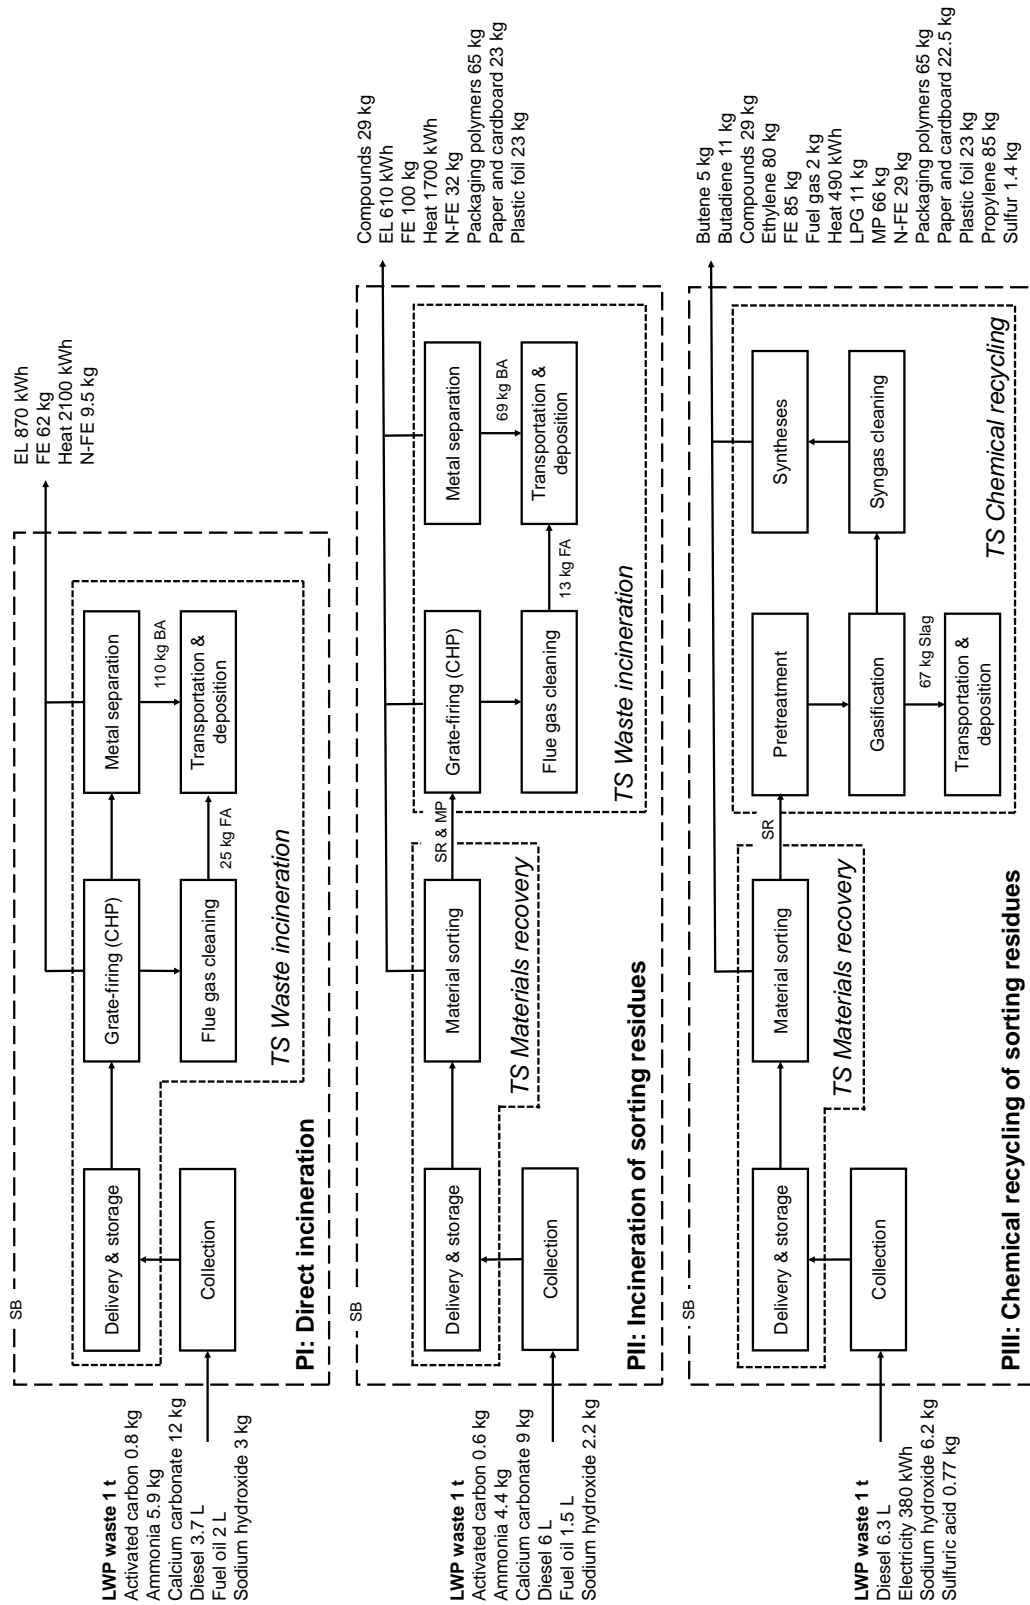 SB
LWP waste 1 t
Activated carbon 0.8 kg
Ammonia 5.9 kg
Calcium carbonate 12 kg
Diesel 3.7 L
Fuel oil 2 L
Sodium hydroxide 3 kg
Collection
Delivery & storage
Grate-firing (CHP)
Flue gas cleaning
25 kg FA
Metal separation
110 kg BA
Transportation &
deposition
TS Waste incineration
PI: Direct incineration
EL 870 kWh
FE 62 kg
Heat 2100 kWh
N-FE 9.5 kg
SB
LWP waste 1 t
Activated carbon 0.6 kg
Ammonia 4.4 kg
Calcium carbonate 9 kg
Diesel 6 L
Fuel oil 1.5 L
Sodium hydroxide 2.2 kg
Collection
Delivery & storage
Material sorting
TS Materials recovery
SR & MP
Grate-firing (CHP)
Flue gas cleaning
13 kg FA
Metal separation
69 kg BA
Transportation &
deposition
TS Waste incineration
PII: Incineration of sorting residues
Compounds 29 kg
EL 610 kWh
FE 100 kg
Heat 1700 kWh
N-FE 32 kg
Packaging polymers 65 kg
Paper and cardboard 23 kg
Plastic foil 23 kg
SB
LWP waste 1 t
Diesel 6.3 L
Electricity 380 kWh
Sodium hydroxide 6.2 kg
Sulfuric acid 0.77 kg
Collection
Delivery & storage
Material sorting
TS Materials recovery
SR
Pretreatment
Gasification
67 kg Slag
Transportation &
deposition
Syntheses
Syngas cleaning
TS Chemical recycling
PIII: Chemical recycling of sorting residues
Butene 5 kg
Butadiene 11 kg
Compounds 29 kg
Ethylene 80 kg
FE 85 kg
Fuel gas 2 kg
Heat 490 kWh
LPG 11 kg
MP 66 kg
N-FE 29 kg
Packaging polymers 65 kg
Paper and cardboard 22.5 kg
Plastic foil 23 kg
Propylene 85 kg
Sulfur 1.4 kg